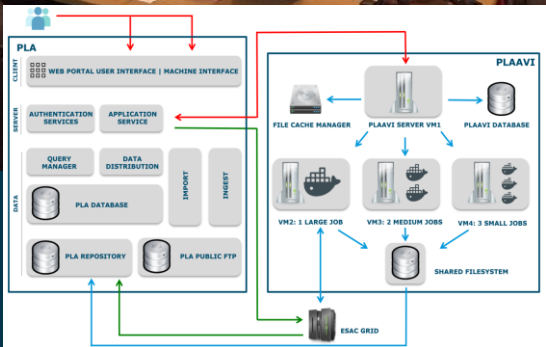 PLA
CLIENT
WEB PORTAL USER INTERFACE | MACHINE INTERFACE
SERVER
AUTHENTICATION
SERVICES
APPLICATION
SERVICE
DATA
QUERY
MANAGER
DATA
DISTRIBUTION
IMPORT
INGEST
PLA DATABASE
PLA REPOSITORY
PLA PUBLIC FTP
PLAAVI
FILE CACHE MANAGER
PLAAVI SERVER VM1
PLAAVI DATABASE
VM2: 1 LARGE JOB
VM3: 2 MEDIUM JOBS
VM4: 3 SMALL JOBS
SHARED FILESYSTEM
ESAC GRID